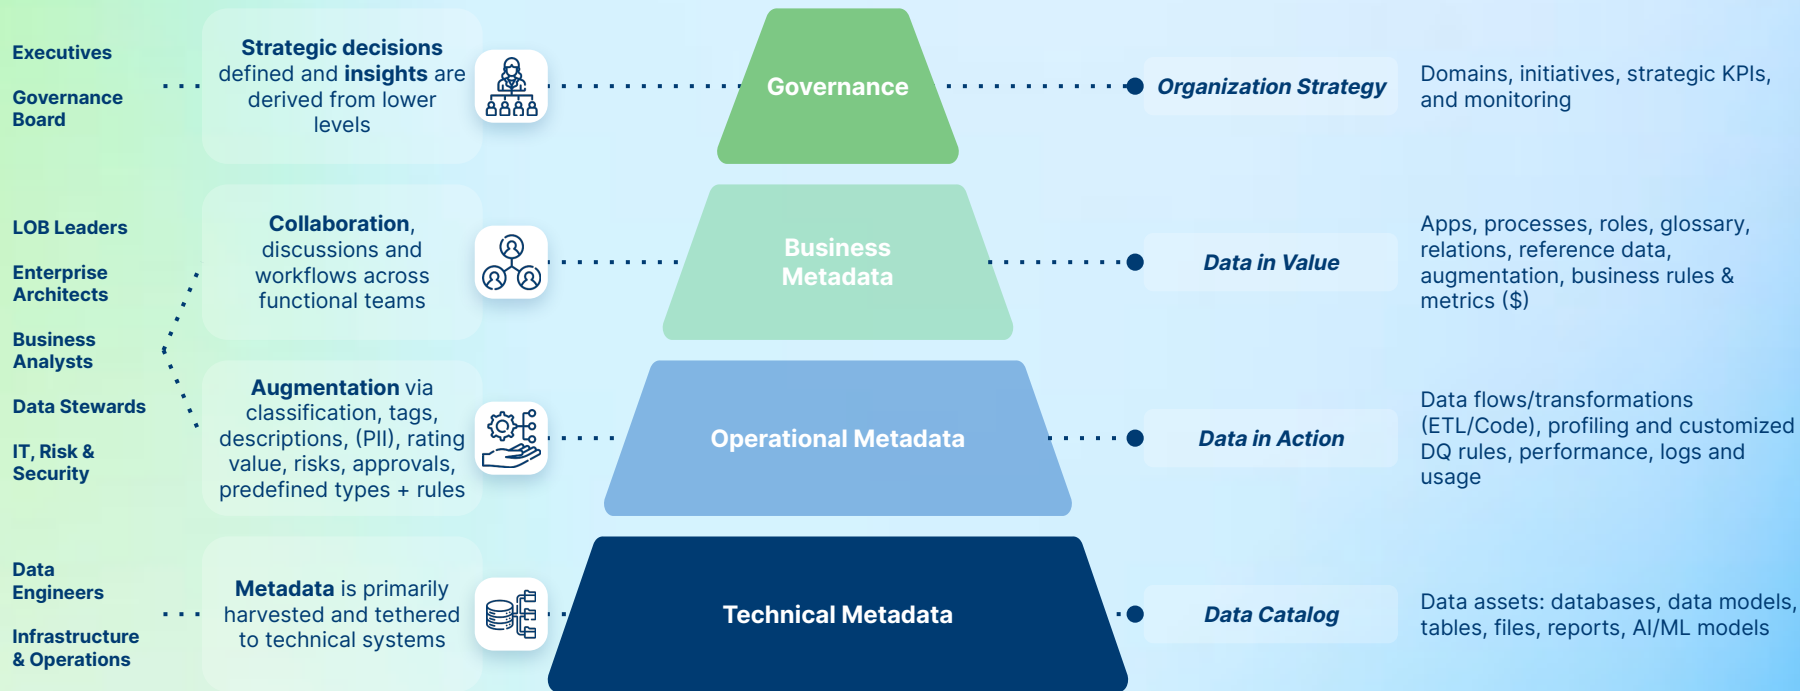 Executives
Governance
Board
Strategic decisions
defined and insights are
derived from lower
levels
Governance
Organization Strategy
Domains, initiatives, strategic KPIs,
and monitoring
LOB Leaders
Enterprise
Architects
Business
Analysts
Data Stewards
IT, Risk &
Security
Collaboration,
discussions and
workflows across
functional teams
Business
Metadata
Data in Value
Apps, processes, roles, glossary,
relations, reference data,
augmentation, business rules &
metrics ($)
Augmentation via
classification, tags,
descriptions, (PII), rating
value, risks, approvals,
predefined types + rules
Operational Metadata
Data in Action
Data flows/transformations
(ETL/Code), profiling and customized
DQ rules, performance, logs and
usage
Data
Engineers
Infrastructure
& Operations
Metadata is primarily
harvested and tethered
to technical systems
Technical Metadata
Data Catalog
Data assets: databases, data models,
tables, files, reports, AI/ML models